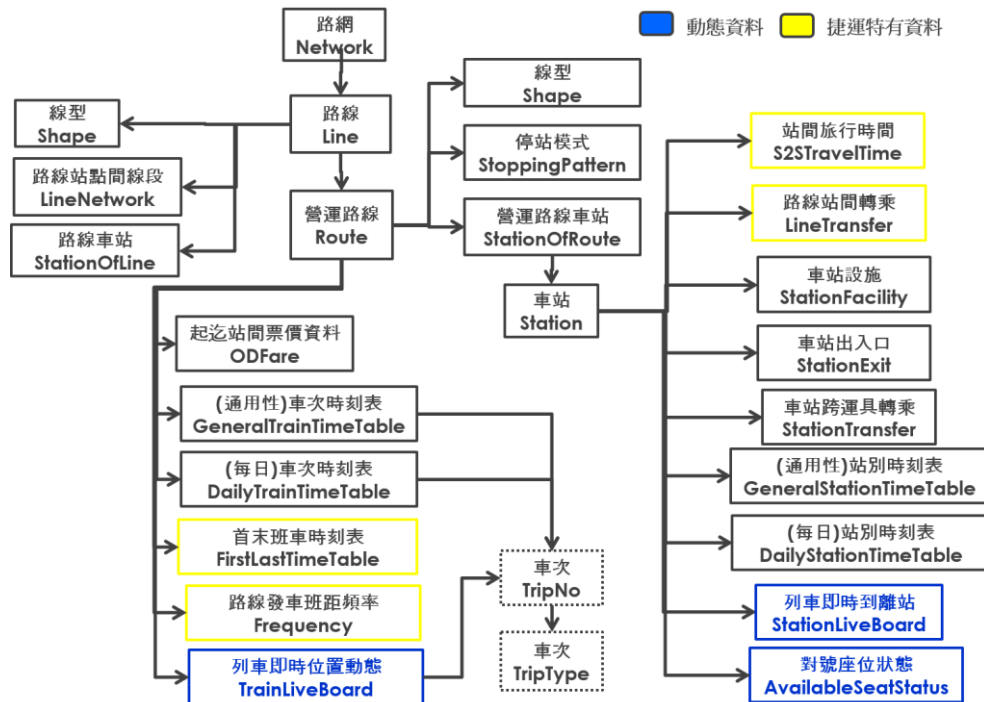 動態資料
捷運特有資料
路網
Network
路線
Line
線型
Shape
路線站點間線段
LineNetwork
路線車站
StationOfLine
營運路線
Route
線型
Shape
停站模式
StoppingPattern
營運路線車站
StationOfRoute
車站
Station
起迄站間票價資料
ODFare
(通用性)車次時刻表
GeneralTrainTimeTable
(每日)車次時刻表
DailyTrainTimeTable
首末班車時刻表
FirstLastTimeTable
路線發車班距頻率
Frequency
列車即時位置動態
TrainLiveBoard
車次
TripNo
車次
TripType
站間旅行時間
S2STravelTime
路線站間轉乘
LineTransfer
車站設施
StationFacility
車站出入口
StationExit
車站跨運具轉乘
StationTransfer
(通用性)站別時刻表
GeneralStationTimeTable
(每日)站別時刻表
DailyStationTimeTable
列車即時到離站
StationLiveBoard
對號座位狀態
AvailableSeatStatus